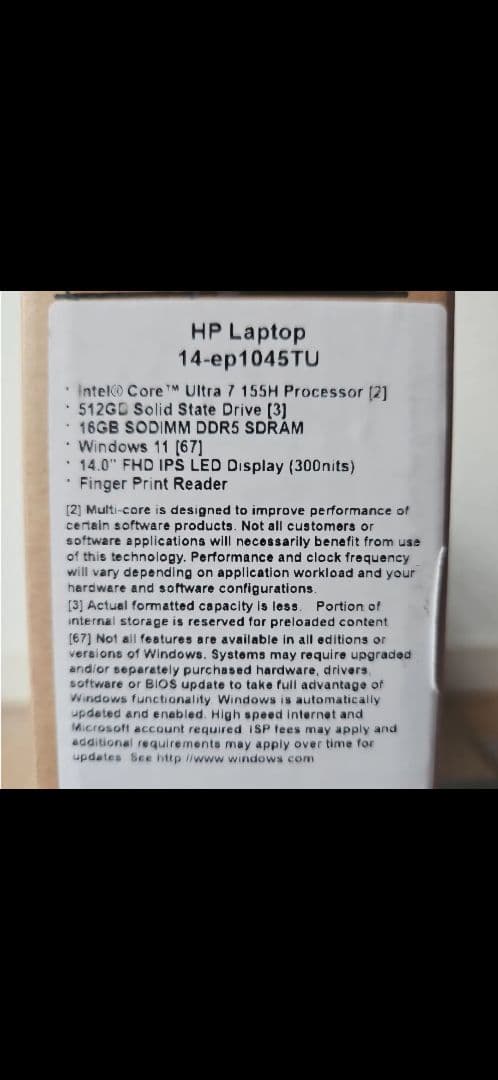 HP Laptop
14-ep1045TU
· Intel® Core™ Ultra 7 155H Processor [2]
· 512GB Solid State Drive [3]
· 16GB SODIMM DDR5 SDRAM
· Windows 11 [67]
· 14.0" FHD IPS LED Display (300nits)
· Finger Print Reader
[2] Multi-core is designed to improve performance of
certain software products. Not all customers or
software applications will necessarily benefit from use
of this technology. Performance and clock frequency
will vary depending on application workload and your
hardware and software configurations.
[3] Actual formatted capacity is less. Portion of
internal storage is reserved for preloaded content
[67] Not all features are available in all editions or
versions of Windows. Systems may require upgraded
and/or separately purchased hardware, drivers,
software or BIOS update to take full advantage of
Windows functionality. Windows is automatically
updated and enabled. High speed internet and
Microsoft account required. ISP fees may apply and
additional requirements may apply over time for
updates. See http://www.windows.com